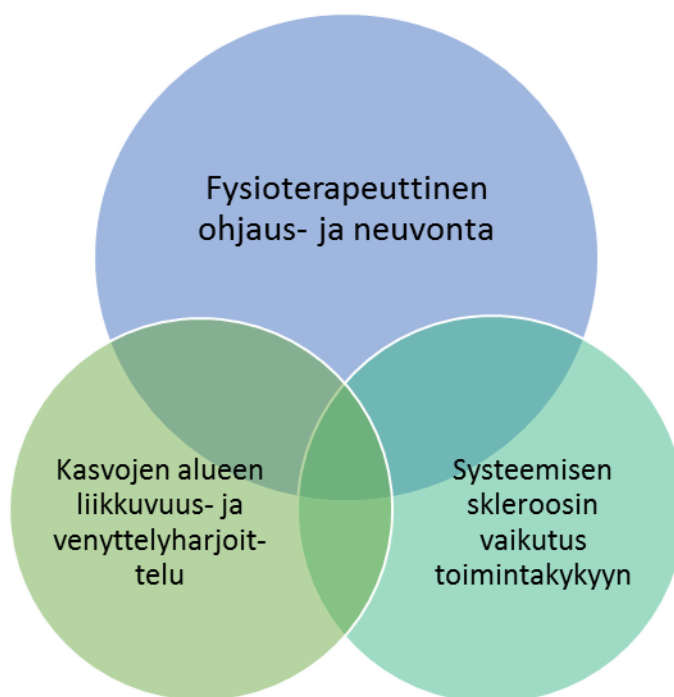 Fysioterapeuttinen
ohjaus- ja neuvonta
Kasvojen alueen
liikkuvuus- ja
venyttelyharjoit-
telu
Systeemisen
skleroosin
vaikutus
toimintakykyyn